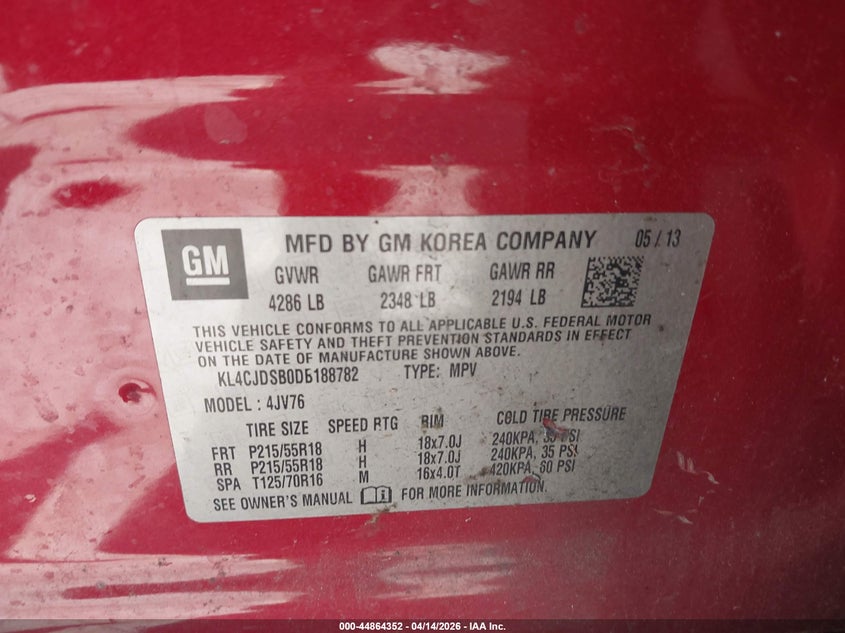 GM
MFD BY GM KOREA COMPANY 05 / 13
GVWR GAWR FRT GAWR RR
4286 LB 2348 LB 2194 LB
THIS VEHICLE CONFORMS TO ALL APPLICABLE U.S. FEDERAL MOTOR
VEHICLE SAFETY AND THEFT PREVENTION STANDARDS IN EFFECT
ON THE DATE OF MANUFACTURE SHOWN ABOVE.
KL4CJDSB0DB188782 TYPE: MPV
MODEL : 4JV76
TIRE SIZE SPEED RTG RIM COLD TIRE PRESSURE
FRT P215/55R18 H 18x7.0J 240KPA, 35 PSI
RR P215/55R18 H 18x7.0J 240KPA, 35 PSI
SPA T125/70R16 M 16x4.0T 420KPA, 60 PSI
SEE OWNER'S MANUAL FOR MORE INFORMATION.
000-44864352 04/14/2026 - IAA Inc.